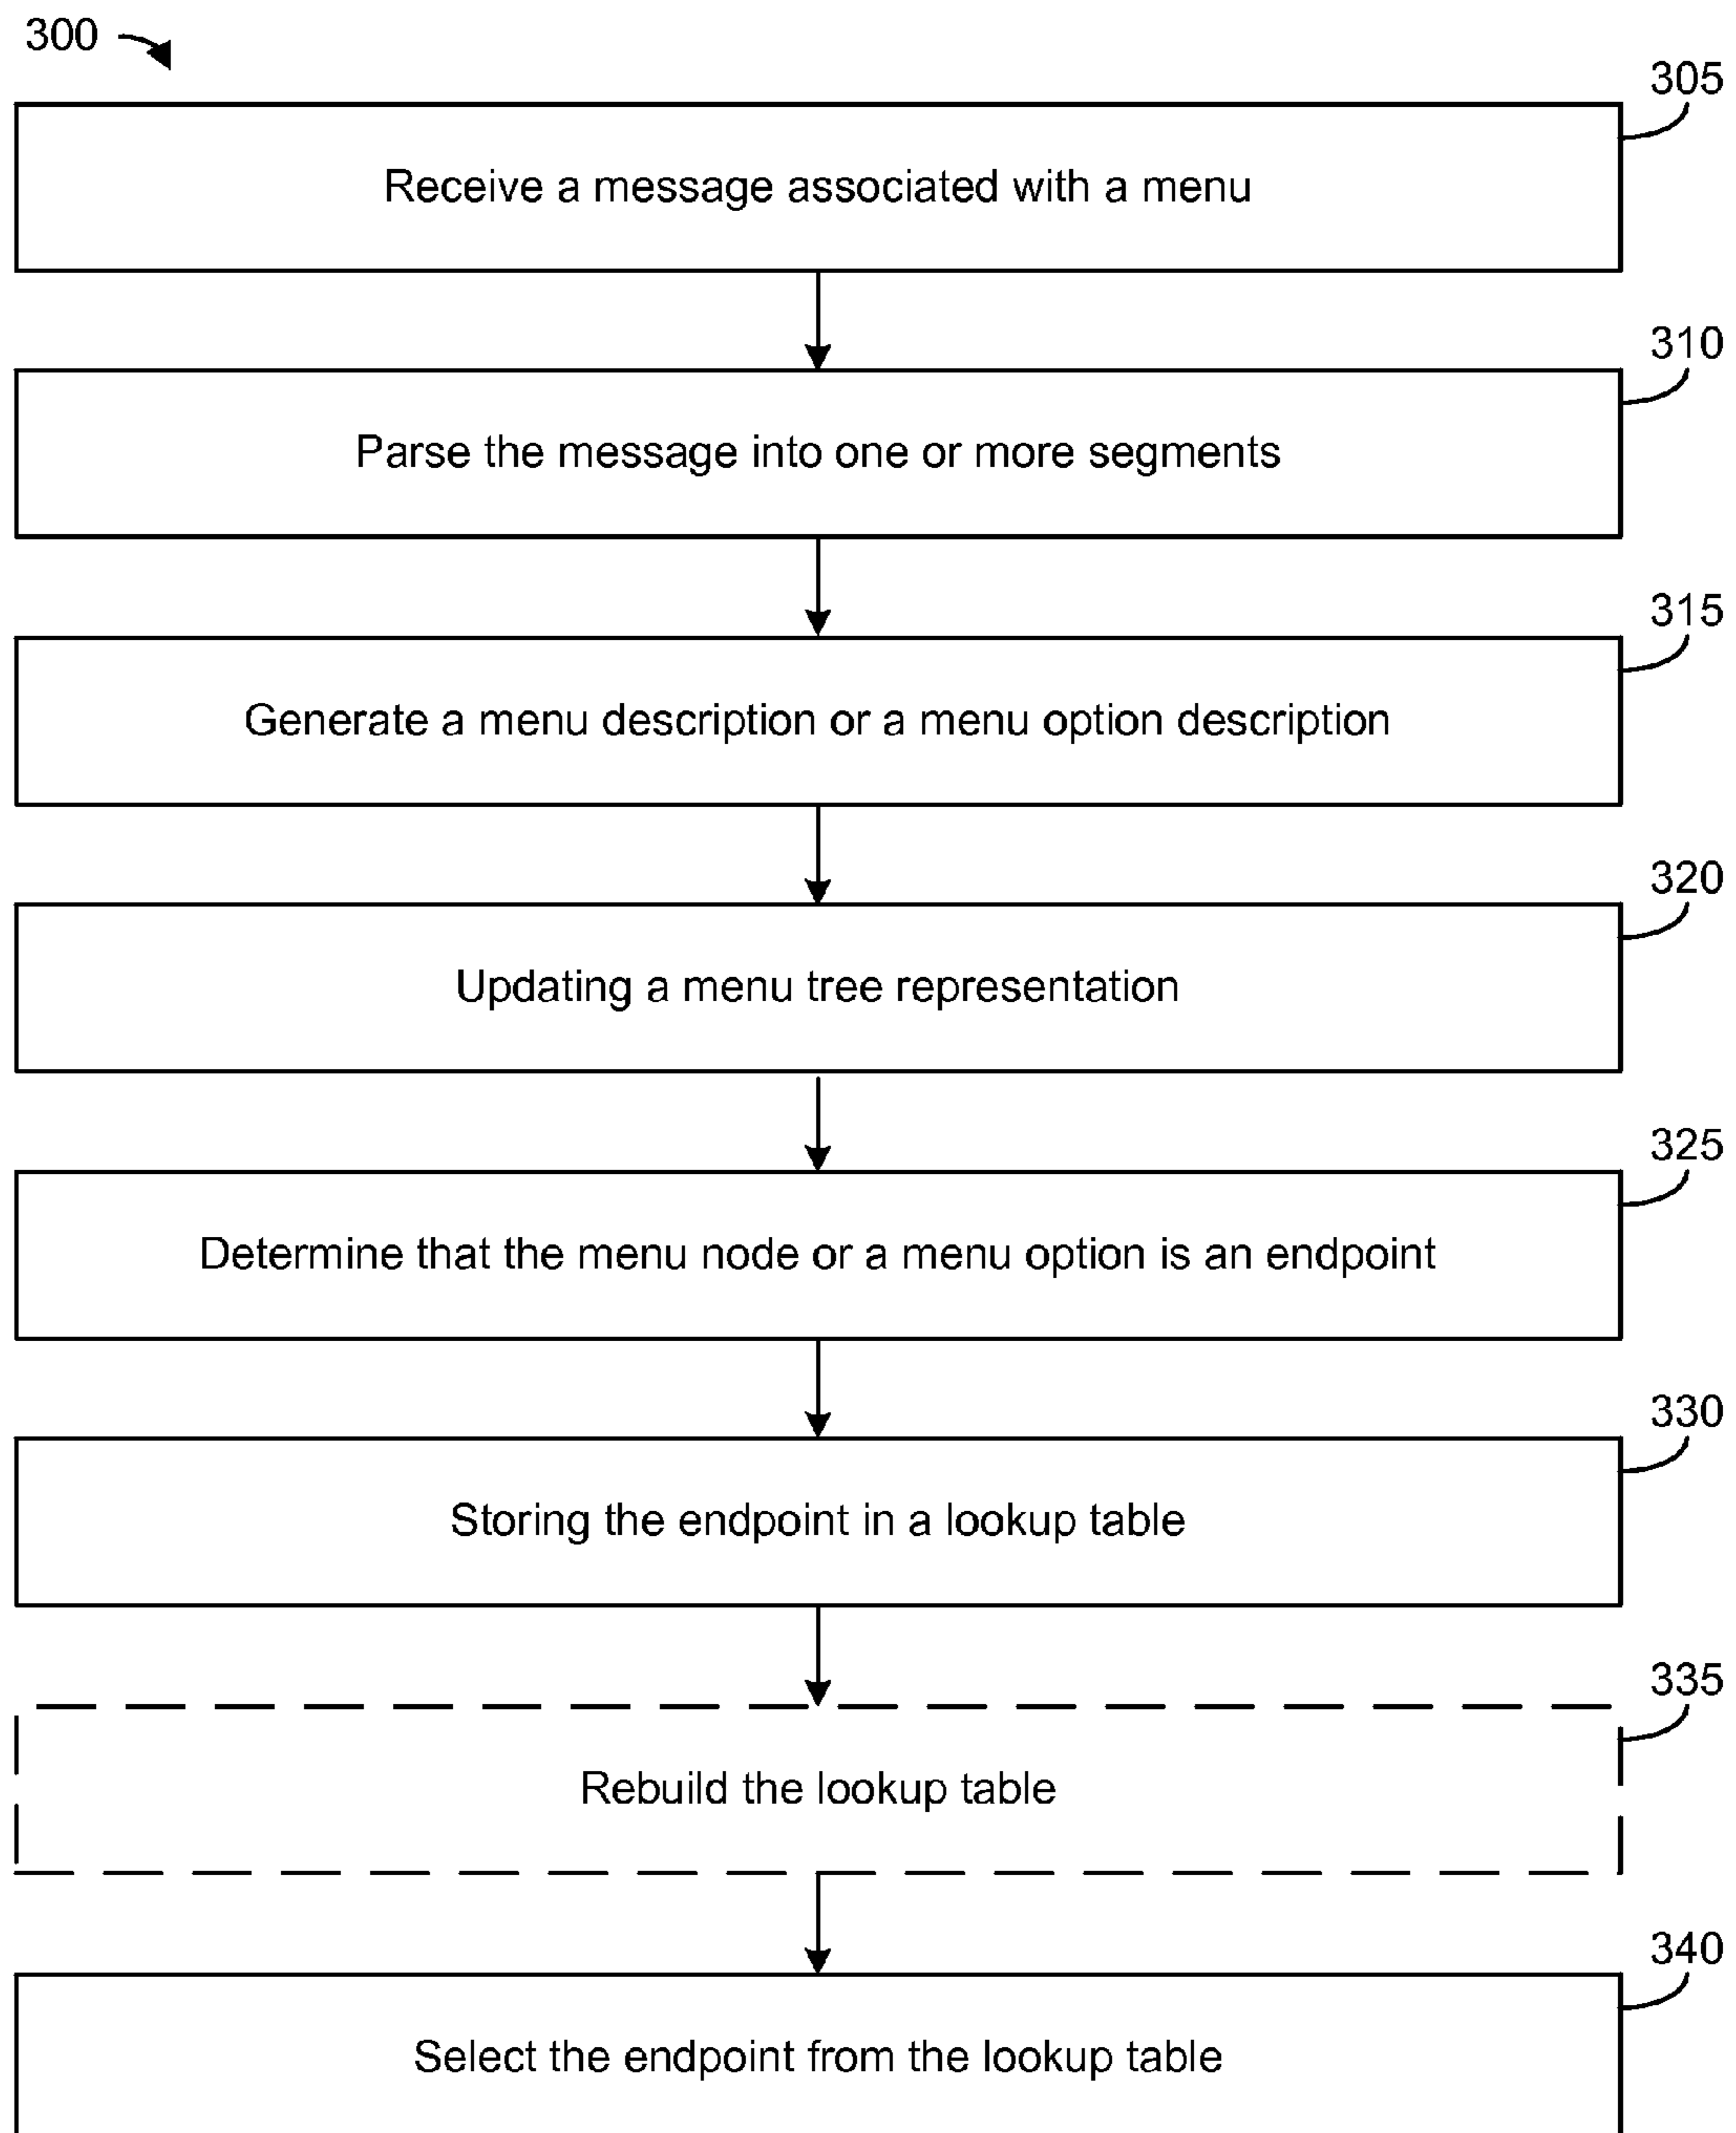 300
305
Receive a message associated with a menu
310
Parse the message into one or more segments
315
Generate a menu description or a menu option description
320
Updating a menu tree representation
325
Determine that the menu node or a menu option is an endpoint
330
Storing the endpoint in a lookup table
335
Rebuild the lookup table
340
Select the endpoint from the lookup table